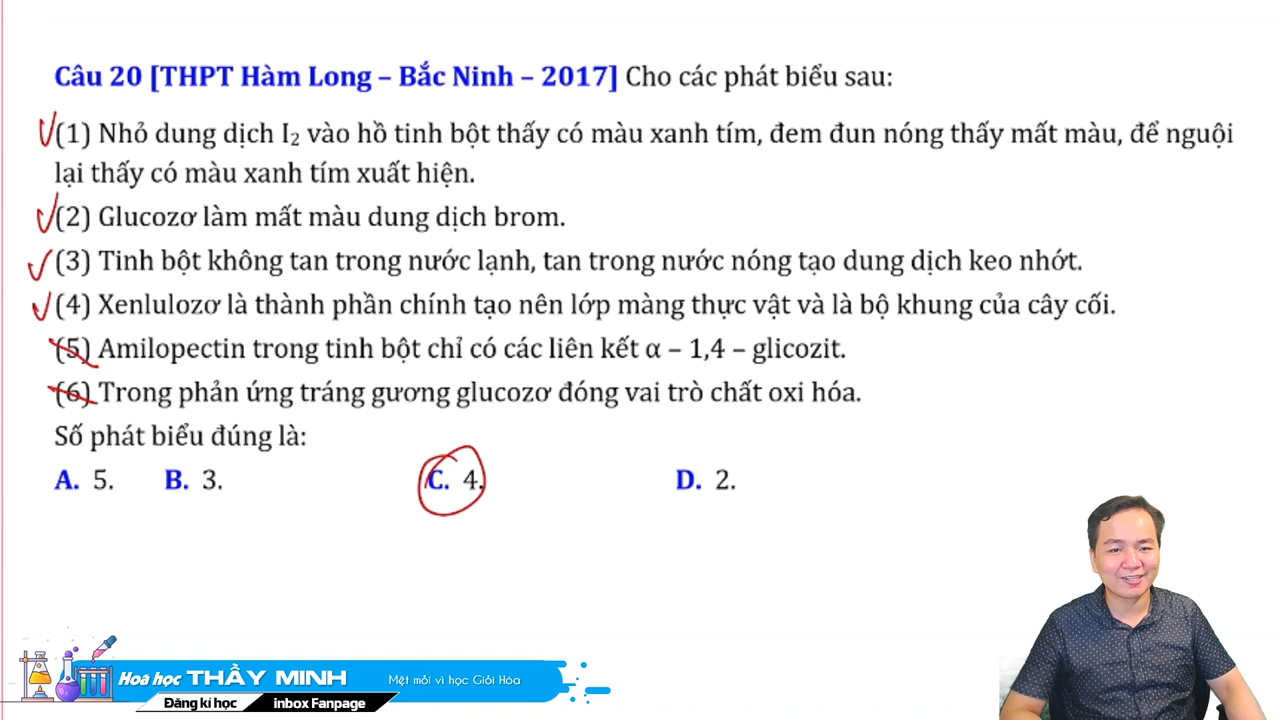 Câu 20 [THPT Hàm Long – Bắc Ninh – 2017] Cho các phát biểu sau:
(1) Nhỏ dung dịch I₂ vào hồ tinh bột thấy có màu xanh tím, đem đun nóng thấy mất màu, để nguội
lại thấy có màu xanh tím xuất hiện.
(2) Glucozơ làm mất màu dung dịch brom.
(3) Tinh bột không tan trong nước lạnh, tan trong nước nóng tạo dung dịch keo nhớt.
(4) Xenlulozơ là thành phần chính tạo nên lớp màng thực vật và là bộ khung của cây cối.
(5) Amilopectin trong tinh bột chỉ có các liên kết α – 1,4 – glicozit.
(6) Trong phản ứng tráng gương glucozơ đóng vai trò chất oxi hóa.
Số phát biểu đúng là:
A. 5. B. 3. C. 4. D. 2.
Hoá học THẦY MINH Mệt mỏi vì học Giỏi Hóa
Đăng kí học inbox Fanpage